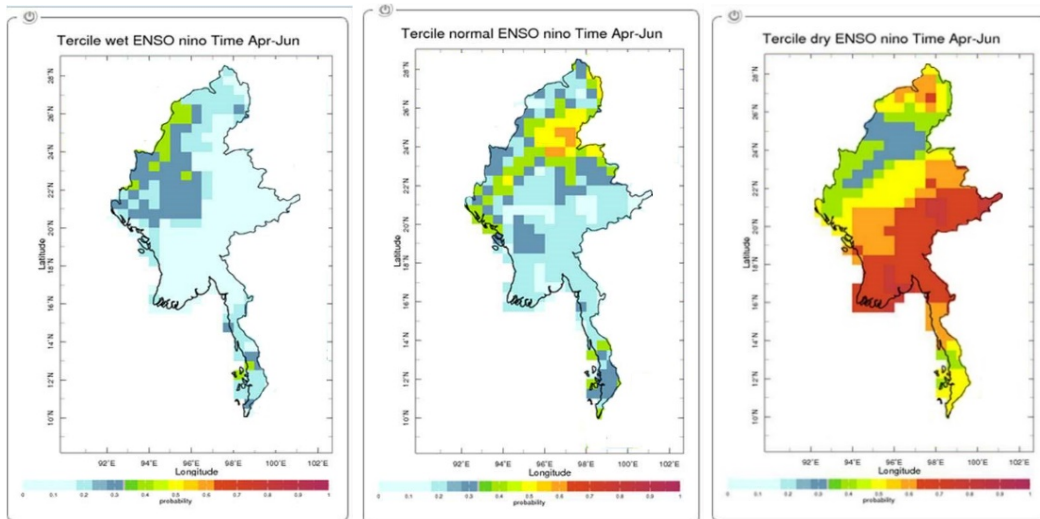 Tercile wet ENSO nino Time Apr-Jun
28°N
26°N
24°N
22°N
20°N
18°N
16°N
14°N
12°N
10°N
Latitude
92°E 94°E 96°E 98°E 100°E 102°E
Longitude
0 0.1 0.2 0.3 0.4 0.5 0.6 0.7 0.8 0.9 1
probability
Tercile normal ENSO nino Time Apr-Jun
28°N
26°N
24°N
22°N
20°N
18°N
16°N
14°N
12°N
10°N
Latitude
92°E 94°E 96°E 98°E 100°E 102°E
Longitude
0 0.1 0.2 0.3 0.4 0.5 0.6 0.7 0.8 0.9 1
probability
Tercile dry ENSO nino Time Apr-Jun
28°N
26°N
24°N
22°N
20°N
18°N
16°N
14°N
12°N
10°N
Latitude
92°E 94°E 96°E 98°E 100°E 102°E
Longitude
0 0.1 0.2 0.3 0.4 0.5 0.6 0.7 0.8 0.9 1
probability